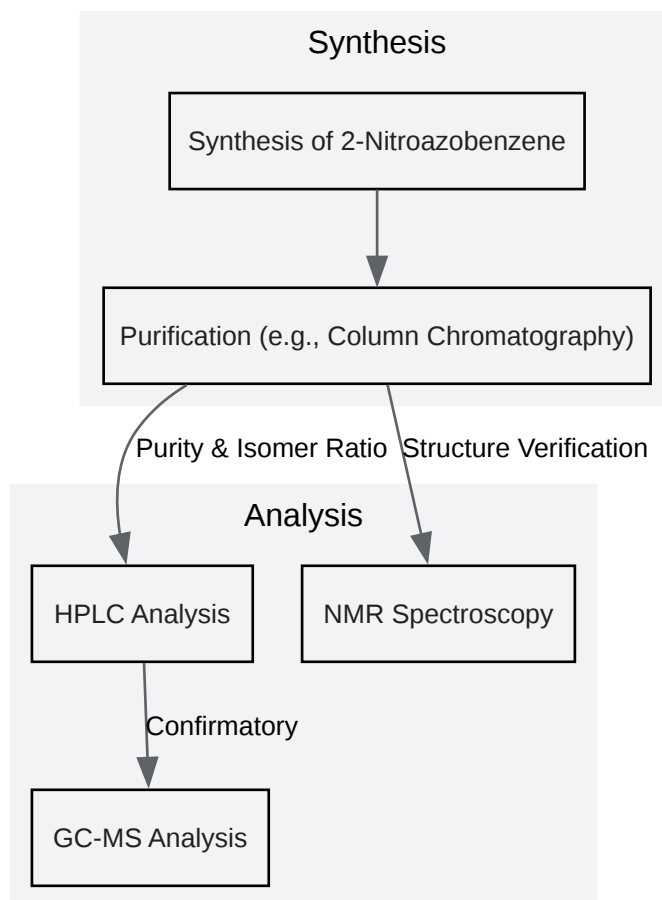 Synthesis
Synthesis of 2-Nitroazobenzene
Purification (e.g., Column Chromatography)
Purity & Isomer Ratio
Structure Verification
Analysis
HPLC Analysis
NMR Spectroscopy
Confirmatory
GC-MS Analysis